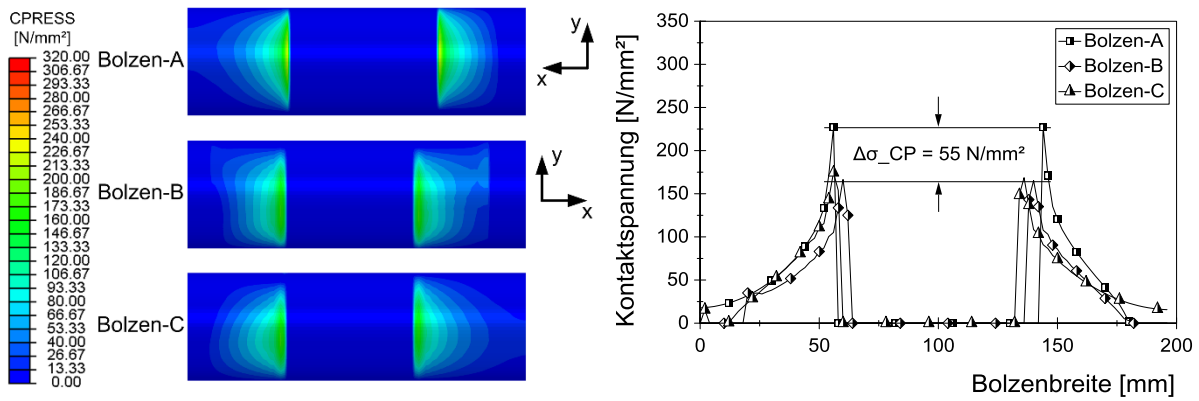 CPRESS
[N/mm²]
320.00
306.67
293.33
280.00
266.67
253.33
240.00
226.67
213.33
200.00
186.67
173.33
160.00
146.67
133.33
120.00
106.67
93.33
80.00
66.67
53.33
40.00
26.67
13.33
0.00
Bolzen-A
Bolzen-B
Bolzen-C
y
x
y
x
Kontaktspannung [N/mm²]
350
300
250
200
150
100
50
0
Bolzen-A
Bolzen-B
Bolzen-C
Δσ_CP = 55 N/mm²
0
50
100
150
200
Bolzenbreite [mm]